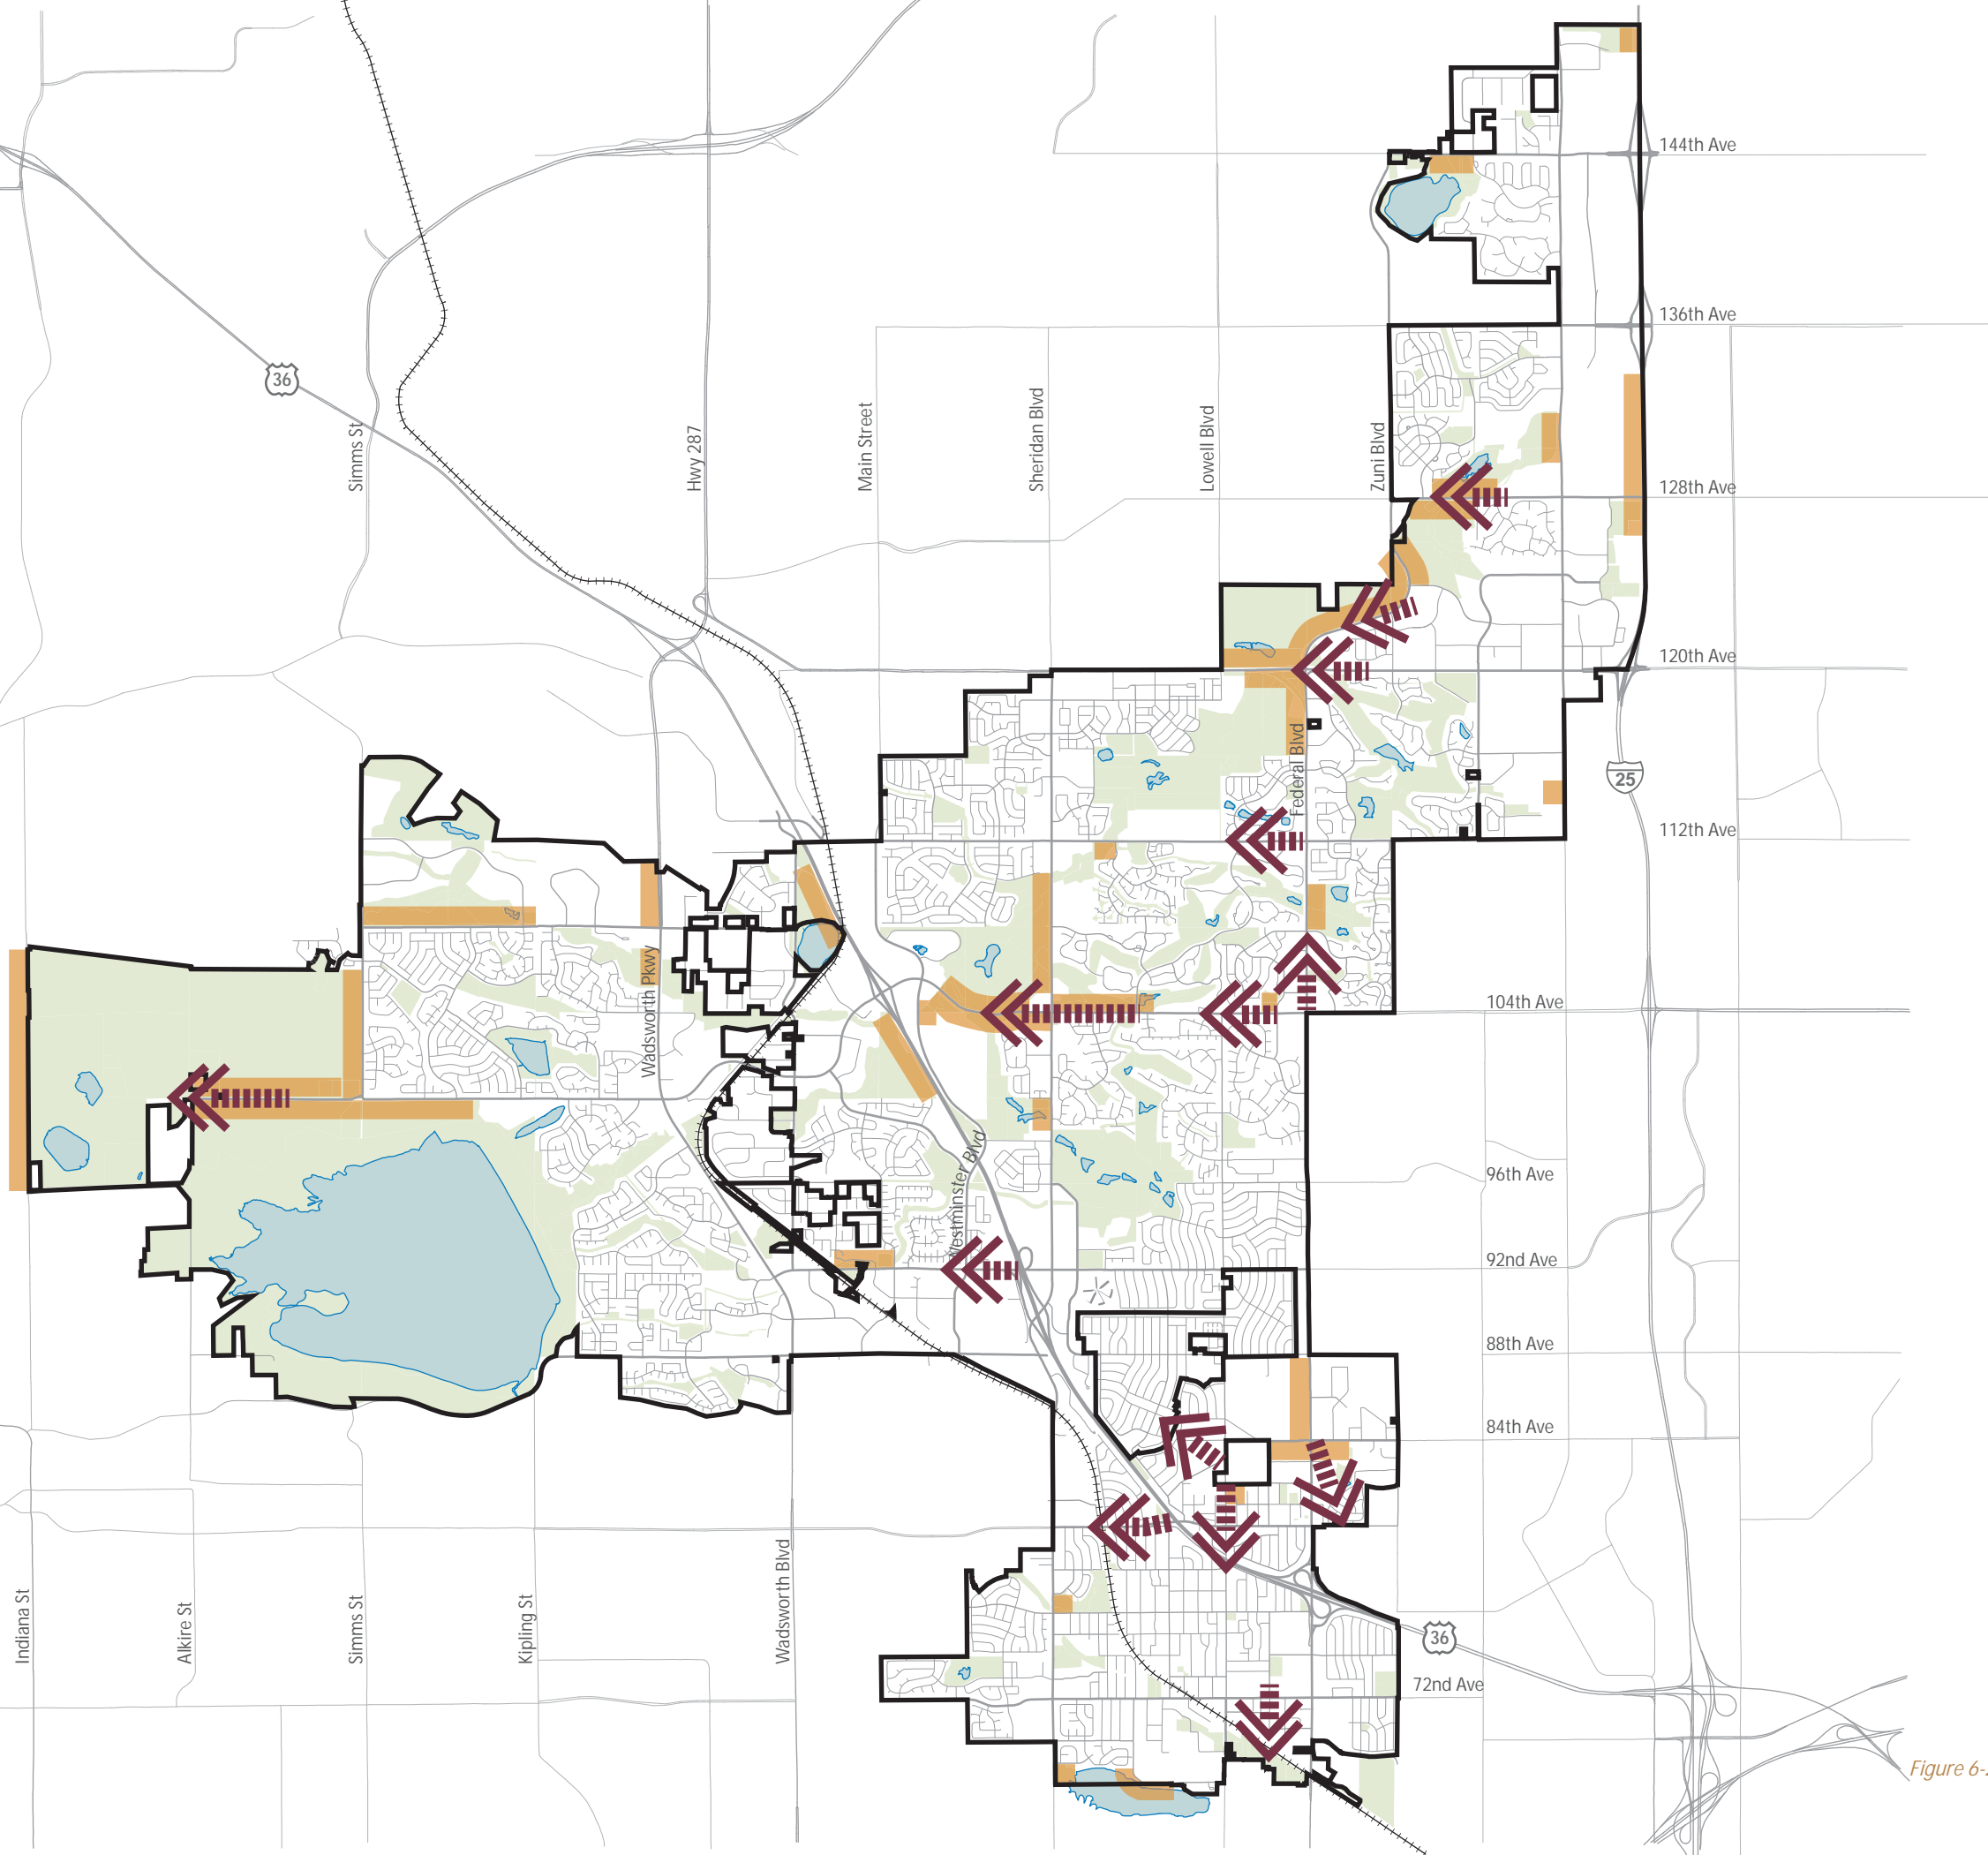 144th Ave
136th Ave
36
Simms St
Hwy 287
Main Street
Sheridan Blvd
Lowell Blvd
Zuni Blvd
128th Ave
120th Ave
Federal Blvd
25
112th Ave
Wadsworth Pkwy
104th Ave
Westminster Blvd
96th Ave
92nd Ave
88th Ave
84th Ave
Indiana St
Alkire St
Simms St
Kipling St
Wadsworth Blvd
36
72nd Ave
Figure 6-